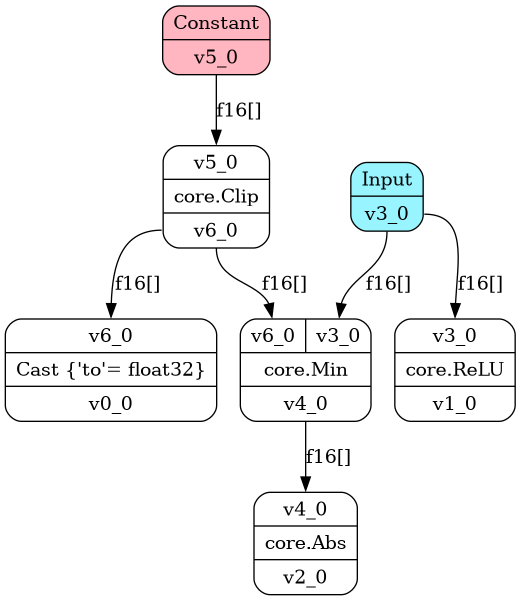 Constant
v5_0
f16[]
v5_0
core.Clip
v6_0
Input
v3_0
f16[]
f16[]
f16[]
f16[]
v6_0
Cast {'to'= float32}
v0_0
v6_0 v3_0
core.Min
v4_0
v3_0
core.ReLU
v1_0
f16[]
v4_0
core.Abs
v2_0